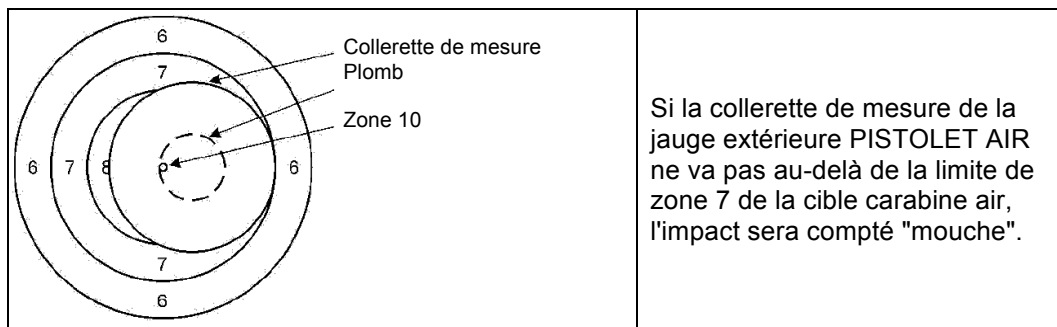 6
7
Collerette de mesure
Plomb
Zone 10
6 7 8 6
7
6
Si la collerette de mesure de la
jauge extérieure PISTOLET AIR
ne va pas au-delà de la limite de
zone 7 de la cible carabine air,
l'impact sera compté "mouche".